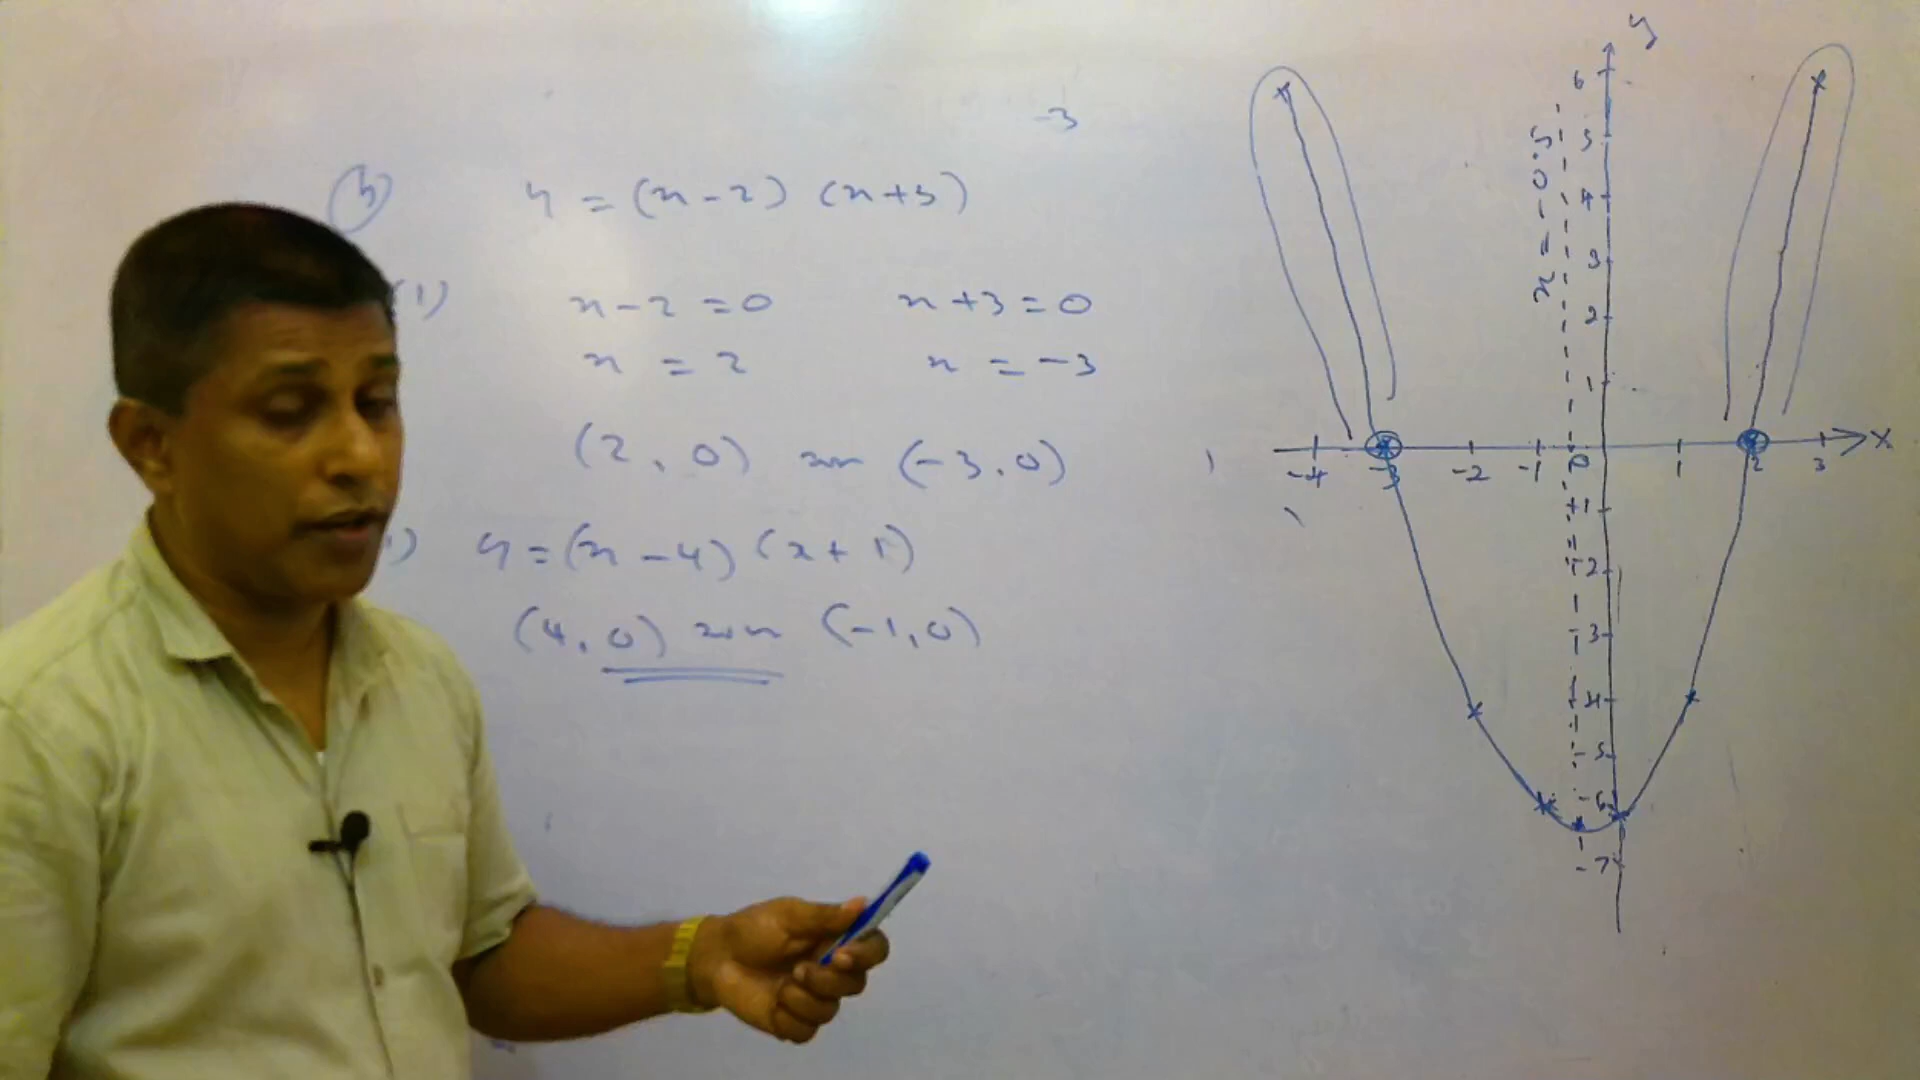 -3
y = (x-2) (x+3)
(1) x-2=0 x+3=0
x = 2 x = -3
(2, 0) (-3, 0)
) y=(x-4) (x+1)
(4, 0) (-1, 0)
y
6
5
4
3
2
1
x = -0.5
-4 -3 -2 -1 0 1 2 3 x
-1
-2
-3
-4
-5
-6
-7